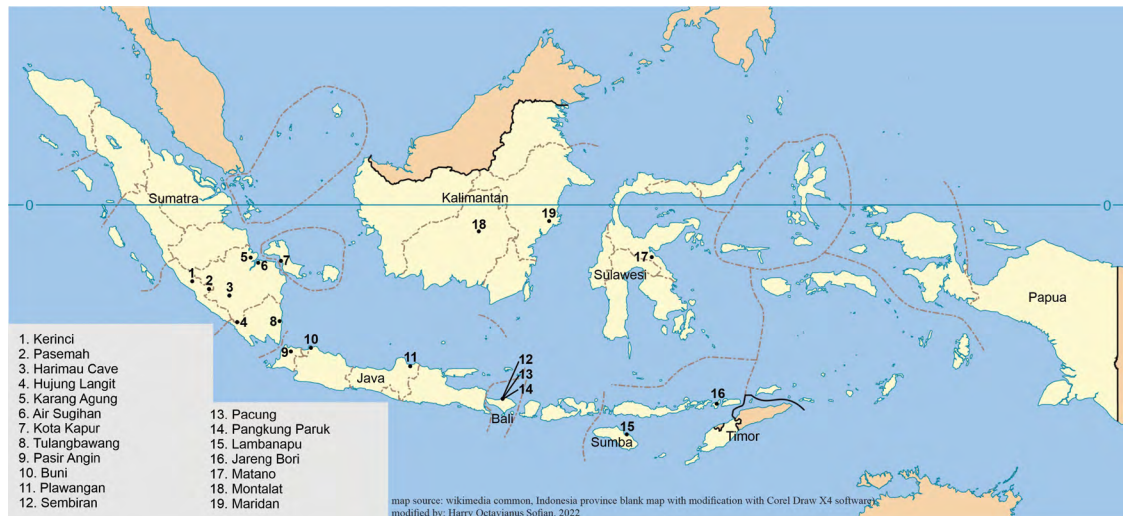 Sumatra
Kalimantan
0
0
18
19
17
Sulawesi
5
6
7
1
2
3
4
8
Papua
9
10
11
Java
12
13
14
Bali
15
Sumba
16
Timor
1. Kerinci
2. Pasemah
3. Harimau Cave
4. Hujung Langit
5. Karang Agung
6. Air Sugihan
7. Kota Kapur
8. Tulangbawang
9. Pasir Angin
10. Buni
11. Plawangan
12. Sembiran
13. Pacung
14. Pangkung Paruk
15. Lambanapu
16. Jareng Bori
17. Matano
18. Montalat
19. Maridan
map source: wikimedia common, Indonesia province blank map with modification with Corel Draw X4 software)
modified by: Harry Octavianus Sofian, 2022